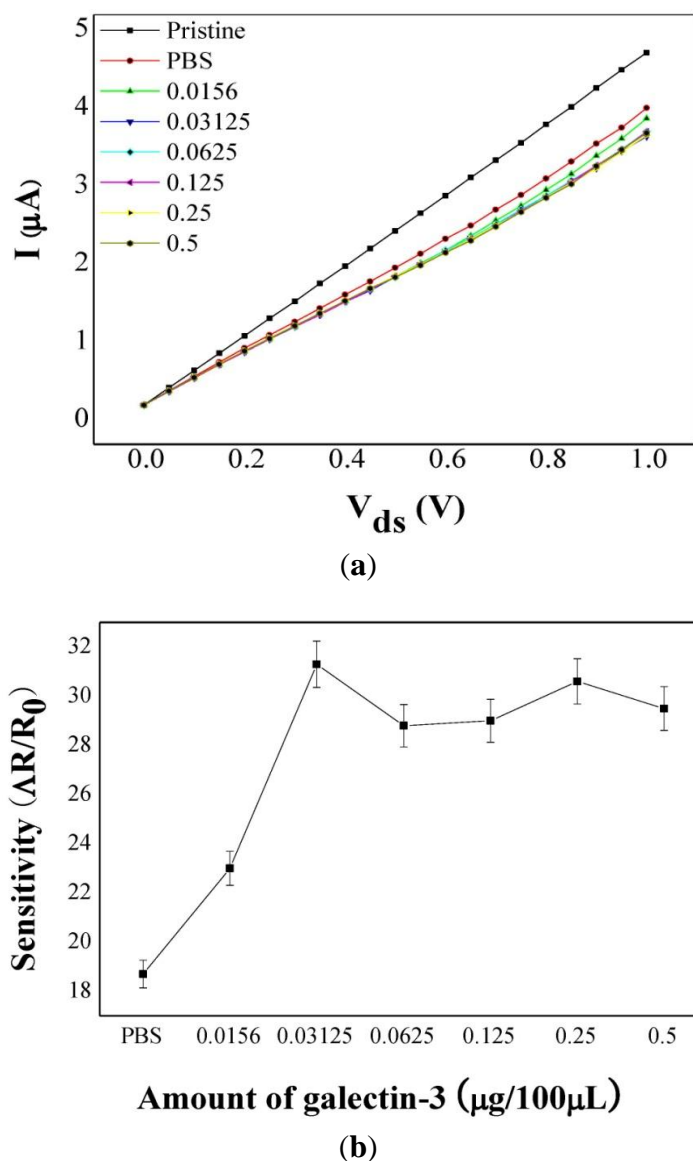 5
4
3
2
1
0
I (μA)
Pristine
PBS
0.0156
0.03125
0.0625
0.125
0.25
0.5
0.0 0.2 0.4 0.6 0.8 1.0
Vds (V)
(a)
32
30
28
26
24
22
20
18
Sensitivity (ΔR/R0)
PBS 0.0156 0.03125 0.0625 0.125 0.25 0.5
Amount of galectin-3 (μg/100μL)
(b)